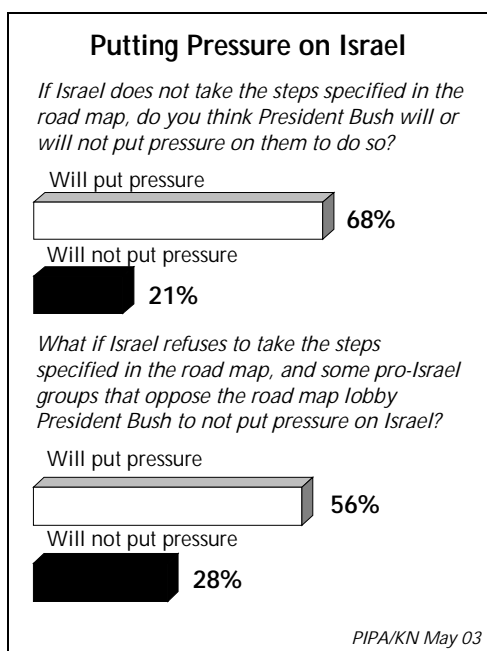 Putting Pressure on Israel
If Israel does not take the steps specified in the
road map, do you think President Bush will or
will not put pressure on them to do so?
Will put pressure
68%
Will not put pressure
21%
What if Israel refuses to take the steps
specified in the road map, and some pro-Israel
groups that oppose the road map lobby
President Bush to not put pressure on Israel?
Will put pressure
56%
Will not put pressure
28%
PIPA/KN May 03